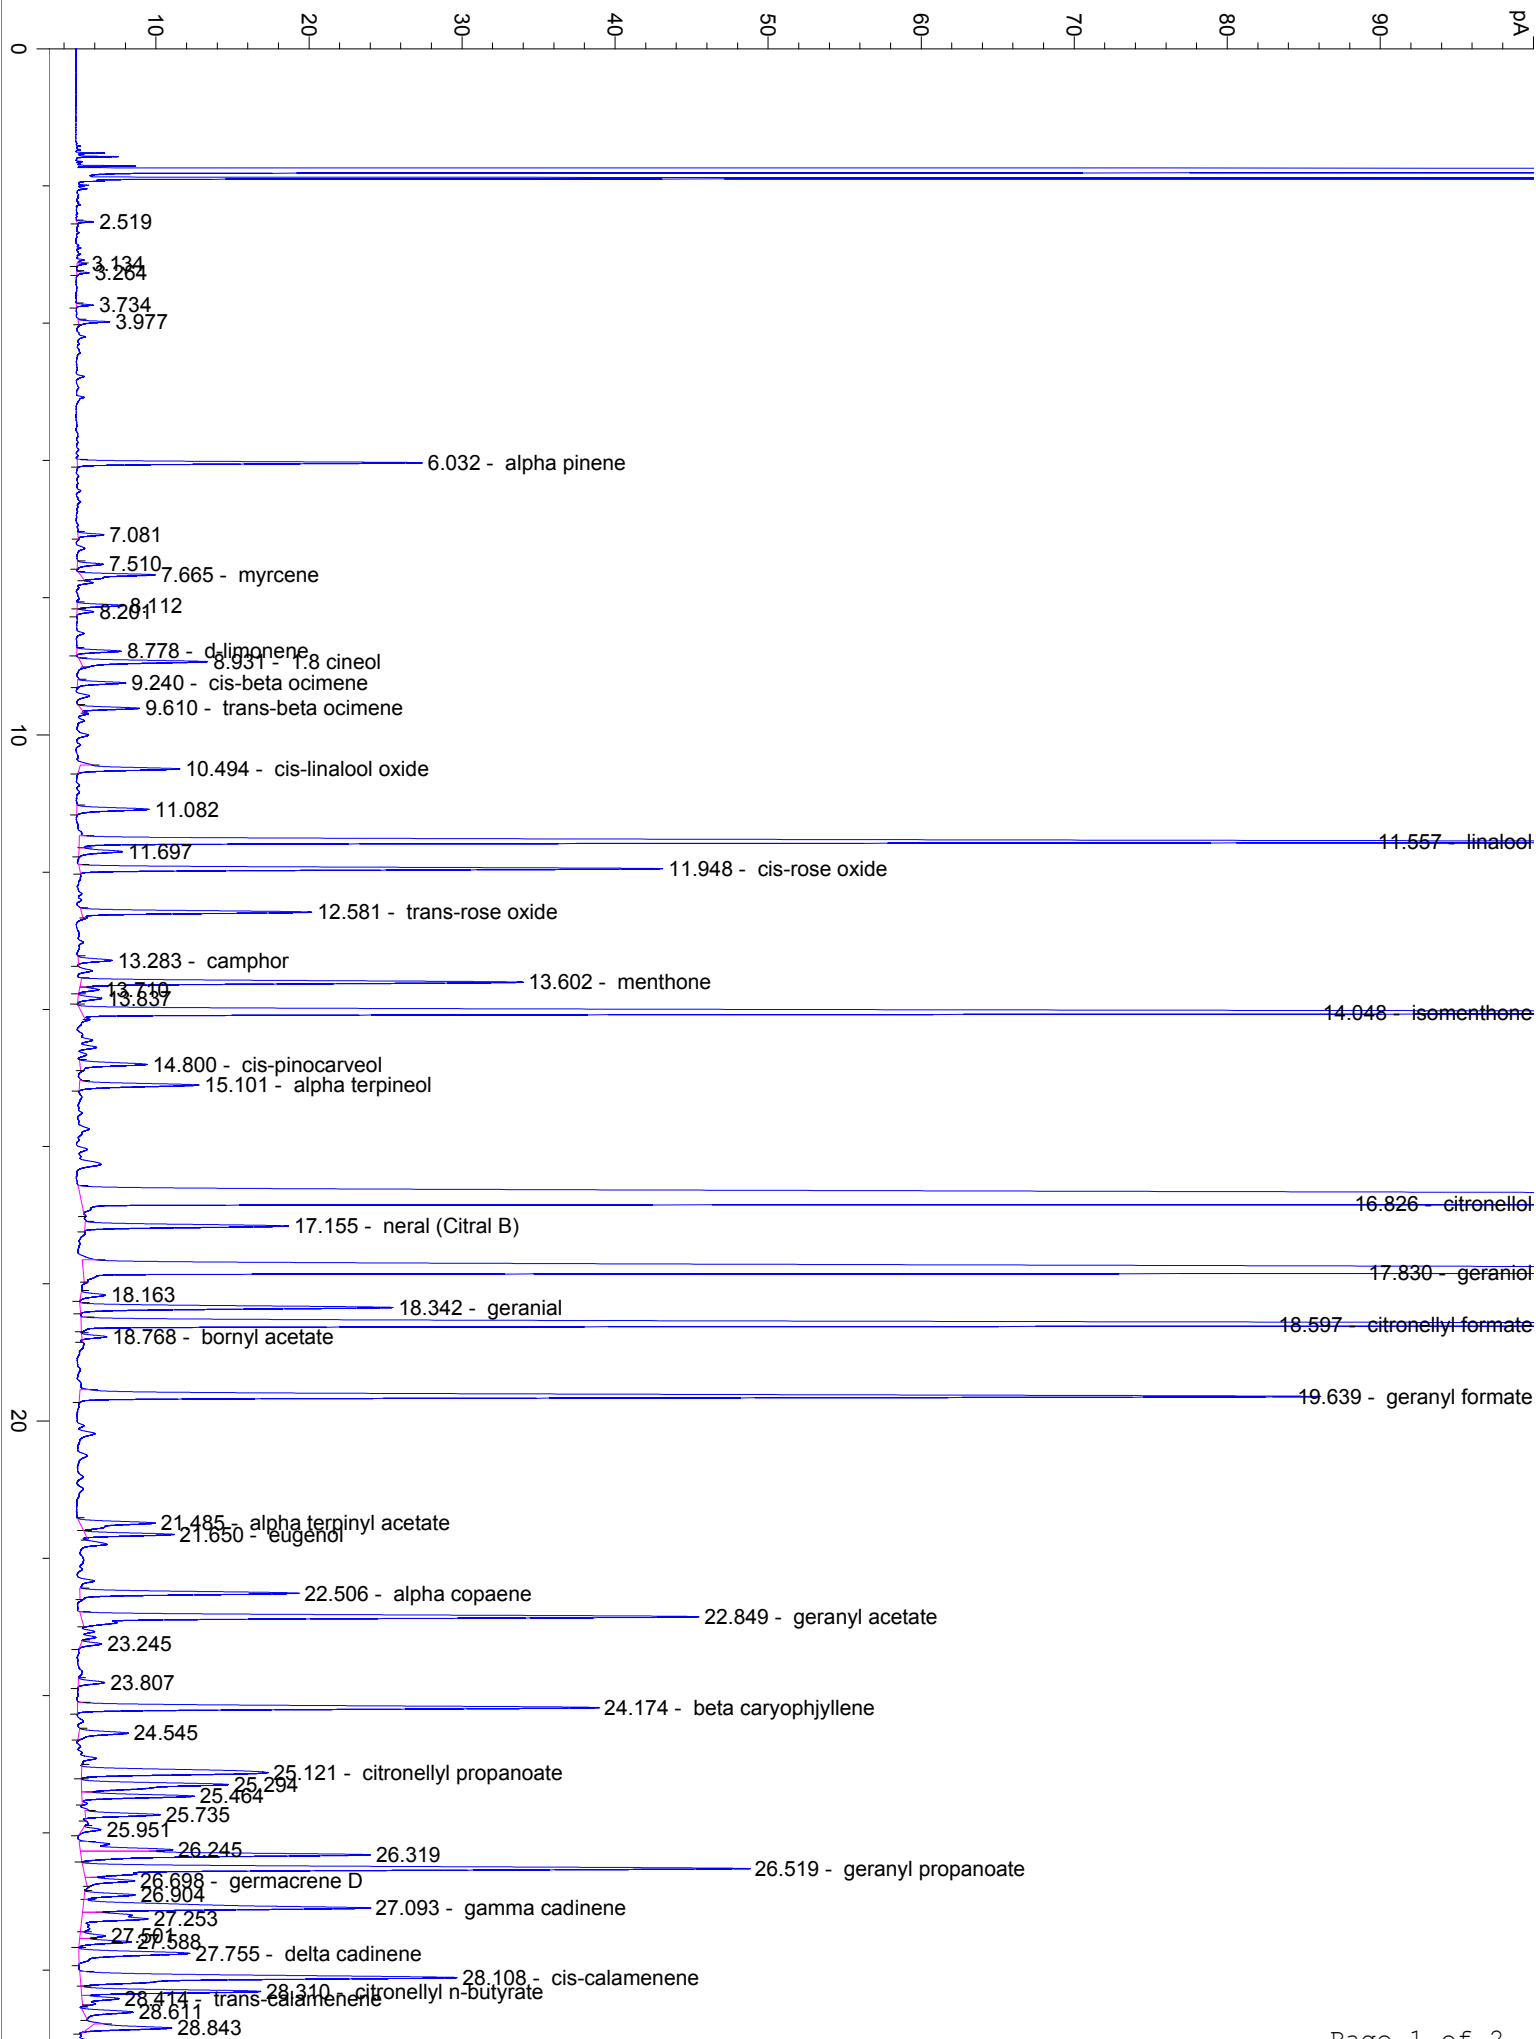 pA
10
20
30
40
50
60
70
80
90
0
2.519
3.134
3.264
3.734
3.977
6.032 - alpha pinene
7.081
7.510
7.665 - myrcene
8.112
8.201
8.778 - d-limonene
8.931 - 1.8 cineol
9.240 - cis-beta ocimene
9.610 - trans-beta ocimene
10
10.494 - cis-linalool oxide
11.082
11.557 - linalool
11.697
11.948 - cis-rose oxide
12.581 - trans-rose oxide
13.283 - camphor
13.602 - menthone
13.710
13.837
14.048 - isomenthone
14.800 - cis-pinocarveol
15.101 - alpha terpineol
16.826 - citronellol
17.155 - neral (Citral B)
17.830 - geraniol
18.163
18.342 - geranial
18.597 - citronellyl formate
18.768 - bornyl acetate
19.639 - geranyl formate
20
21.485 - alpha terpinyl acetate
21.650 - eugenol
22.506 - alpha copaene
22.849 - geranyl acetate
23.245
23.807
24.174 - beta caryophjyllene
24.545
25.121 - citronellyl propanoate
25.294
25.464
25.735
25.951
26.245
26.319
26.519 - geranyl propanoate
26.698 - germacrene D
26.904
27.093 - gamma cadinene
27.253
27.501
27.588
27.755 - delta cadinene
28.108 - cis-calamenene
28.310 - citronellyl n-butyrate
28.414 - trans-calamenene
28.611
28.843
Page 1 of 2